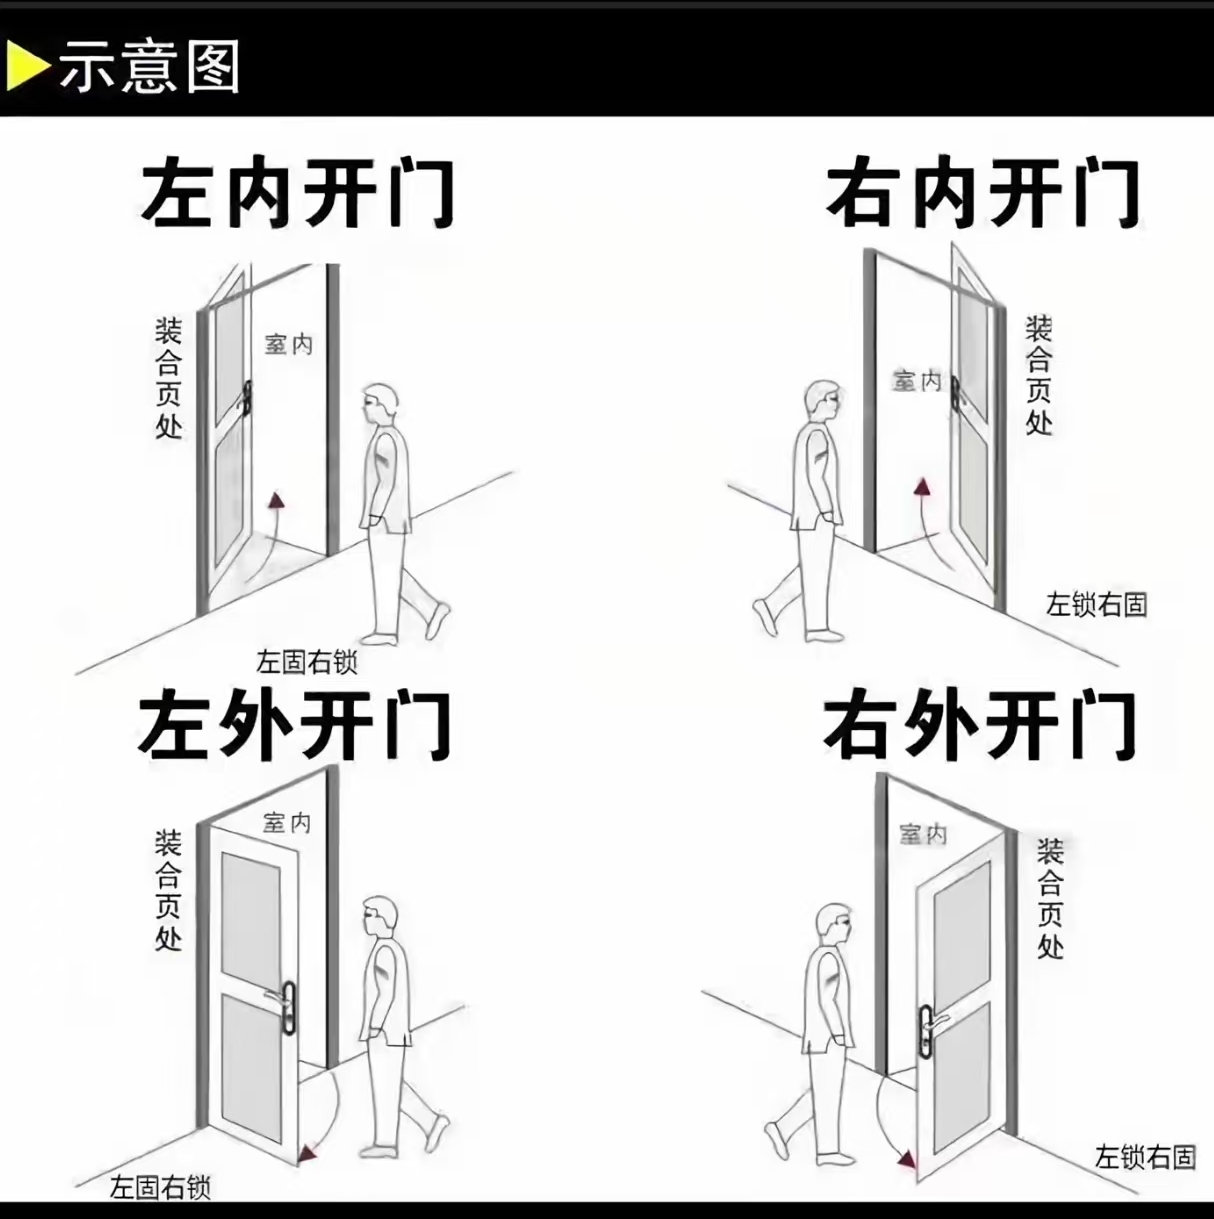 示意图
左内开门
右内开门
装合页处
室内
室内
装合页处
左固右锁
左锁右固
左外开门
右外开门
装合页处
室内
室内
装合页处
左固右锁
左锁右固